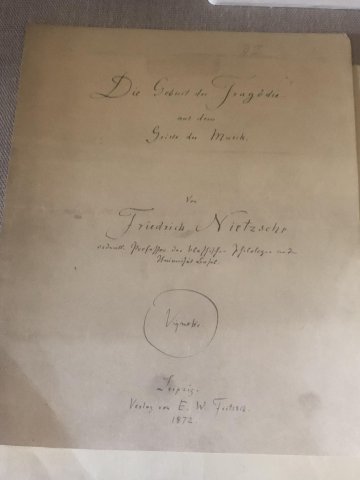 Die Geburt der Tragödie
aus dem
Geiste der Musik.
Von
Friedrich Nietzsche
ordentl. Professor der klassischen Philologie an der
Universität Basel.
Vignette
Leipzig.
Verlag von E. W. Fritzsch.
1872.